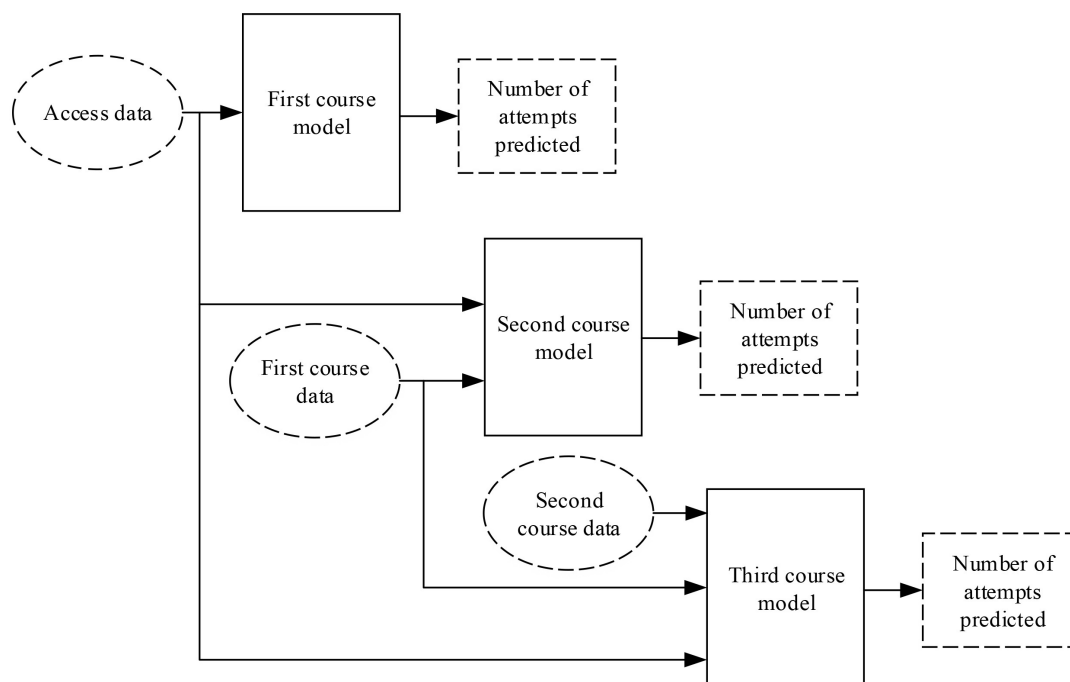 Access data
First course
model
Number of
attempts
predicted
Second course
model
Number of
attempts
predicted
First course
data
Second
course data
Third course
model
Number of
attempts
predicted